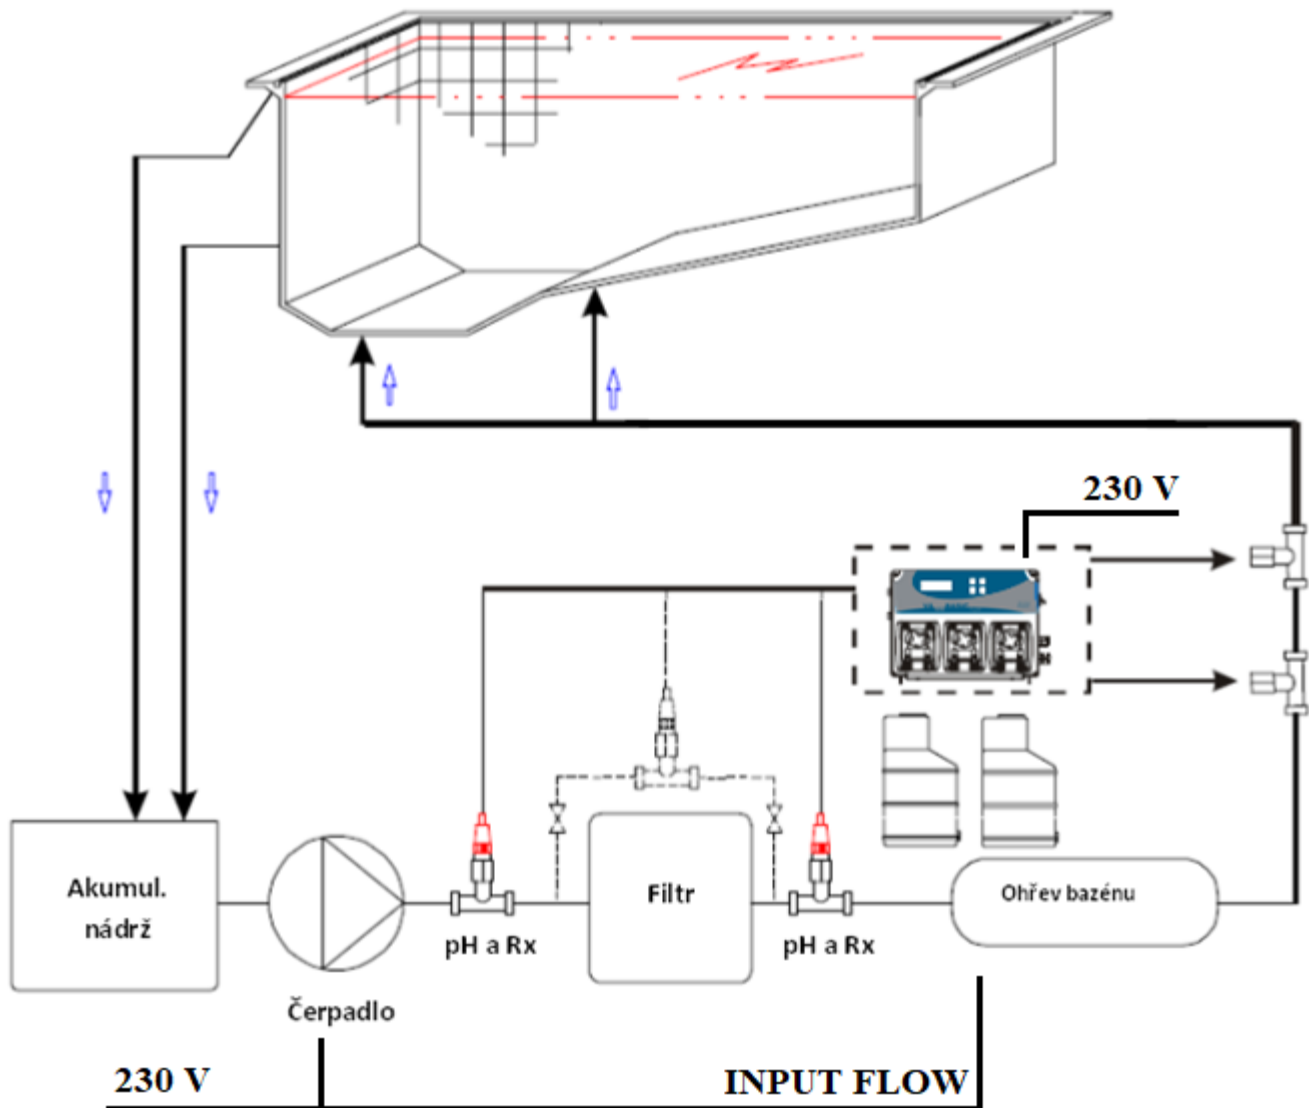 230 V
Akumul.
nádrž
Filtr
Ohřev bazénu
pH a Rx
pH a Rx
Čerpadlo
230 V
INPUT FLOW